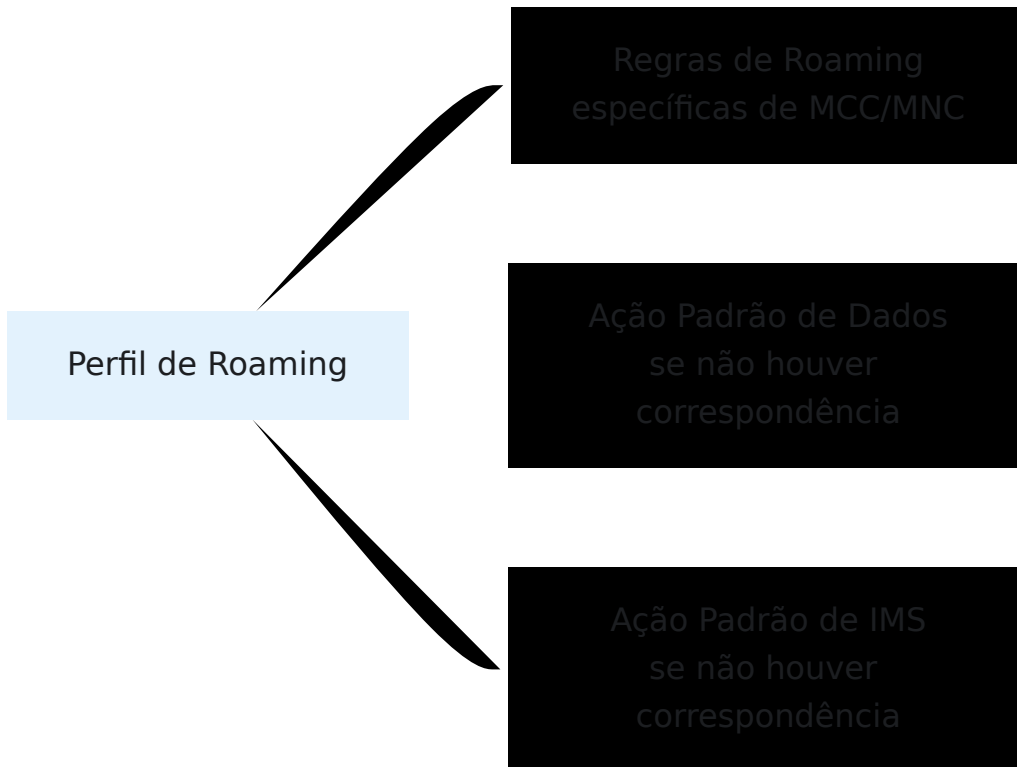 Regras de Roaming
específicas de MCC/MNC
Ação Padrão de Dados
se não houver
correspondência
Perfil de Roaming
Ação Padrão de IMS
se não houver
correspondência